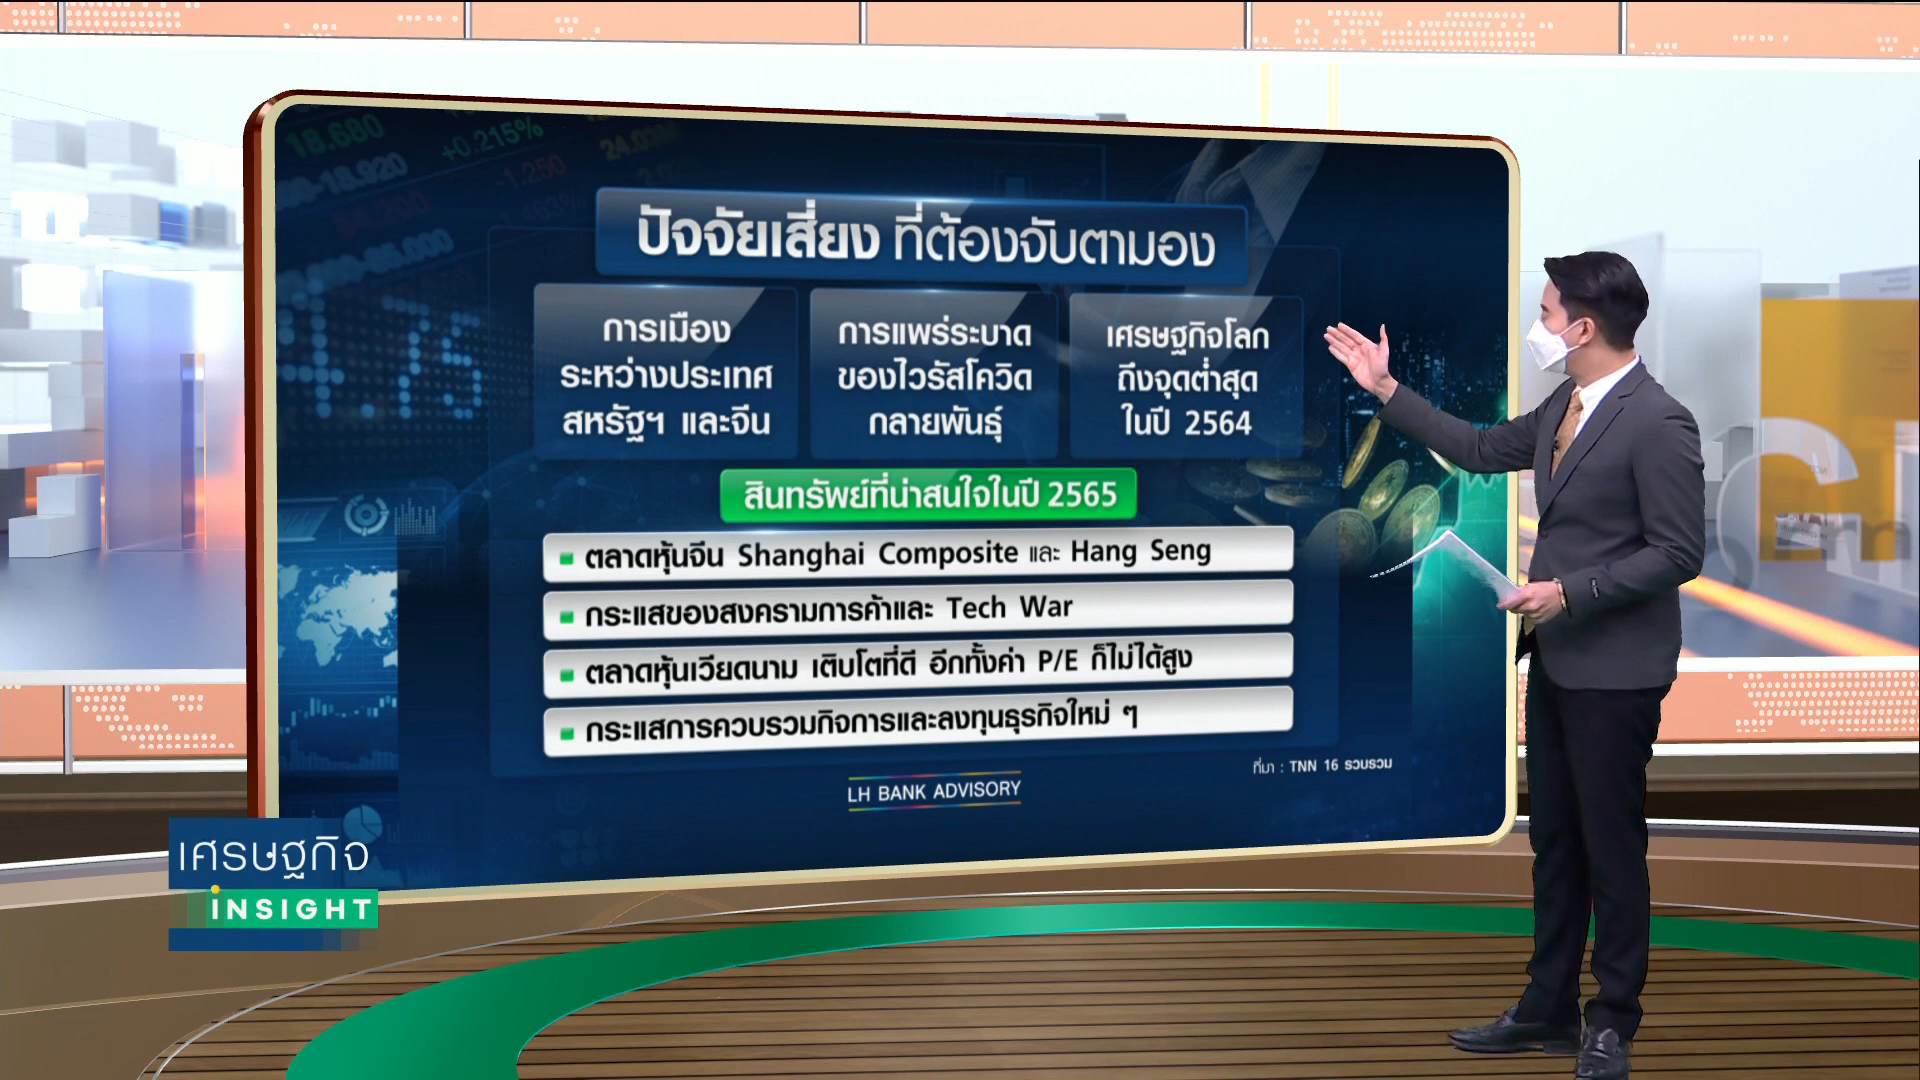 18.680
+0.215%
18.920
-1.250
4.75
ปัจจัยเสี่ยง ที่ต้องจับตามอง
การเมือง
ระหว่างประเทศ
สหรัฐฯ และจีน
การแพร่ระบาด
ของไวรัสโควิด
กลายพันธุ์
เศรษฐกิจโลก
ถึงจุดต่ำสุด
ในปี 2564
สินทรัพย์ที่น่าสนใจในปี 2565
ตลาดหุ้นจีน Shanghai Composite และ Hang Seng
กระแสของสงครามการค้าและ Tech War
ตลาดหุ้นเวียดนาม เติบโตที่ดี อีกทั้งค่า P/E ก็ไม่ได้สูง
กระแสการควบรวมกิจการและลงทุนธุรกิจใหม่ ๆ
ที่มา : TNN 16 รวบรวม
LH BANK ADVISORY
เศรษฐกิจ
INSIGHT